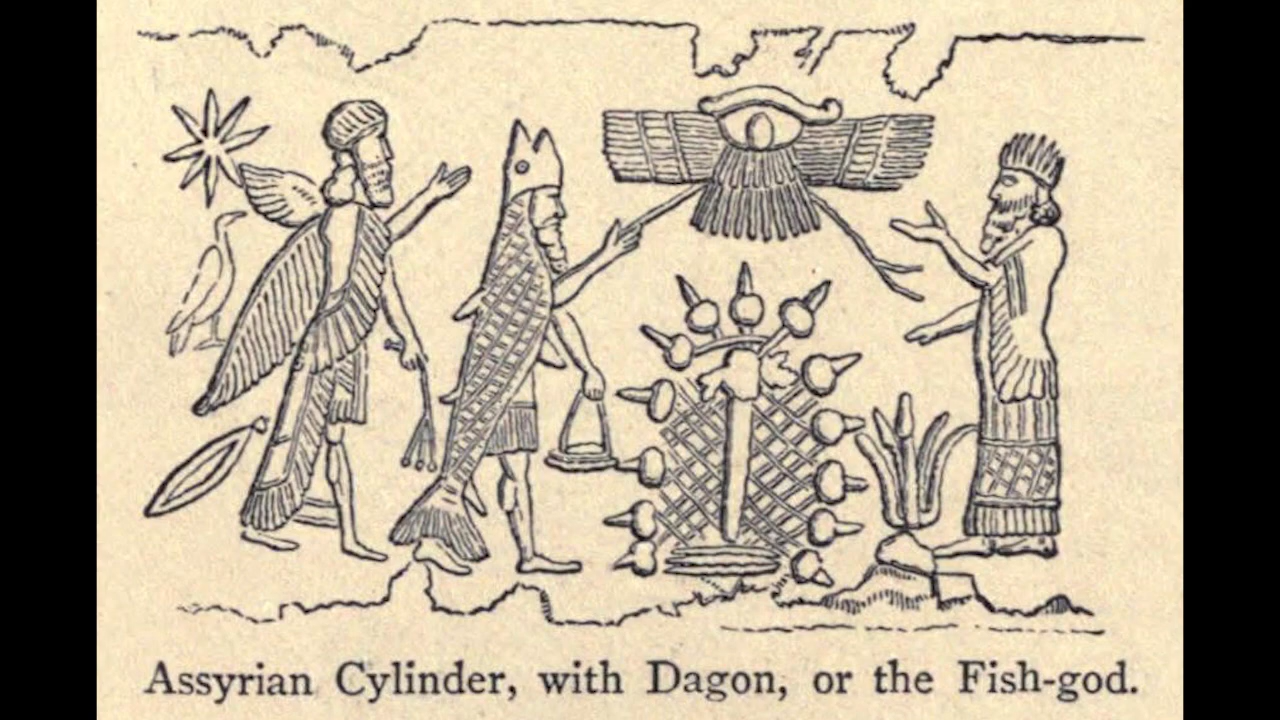 Assyrian Cylinder, with Dagon, or the Fish-god.